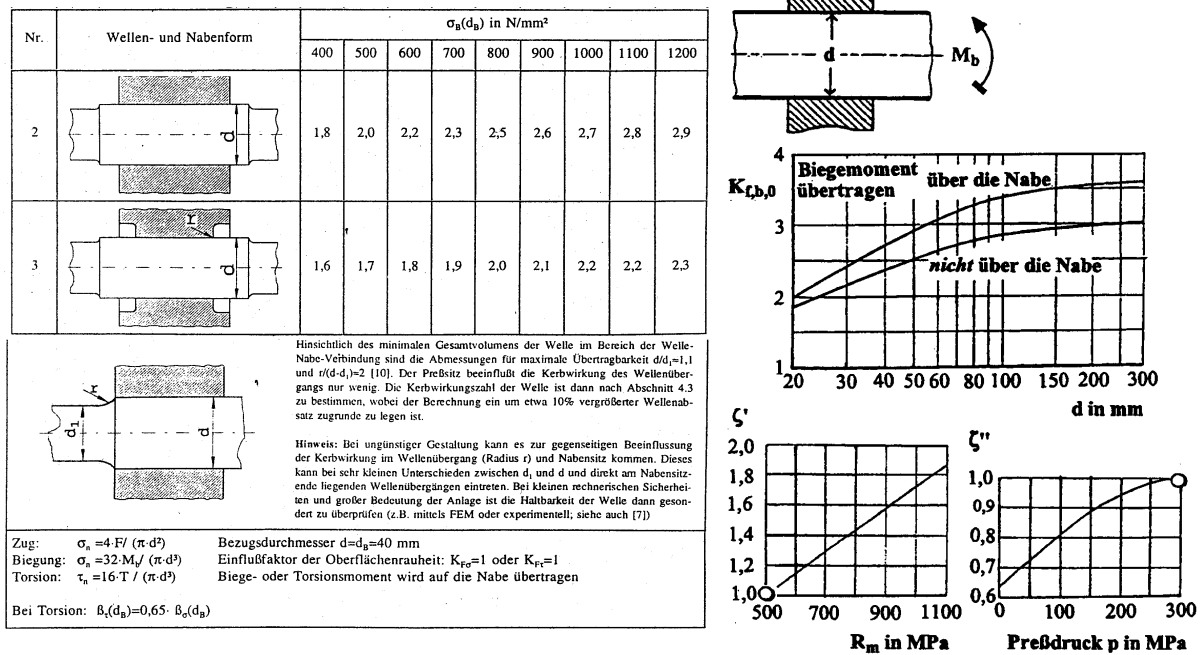 Nr.
Wellen- und Nabenform
σB(dB) in N/mm²
400 500 600 700 800 900 1000 1100 1200
2
d
1,8 2,0 2,2 2,3 2,5 2,6 2,7 2,8 2,9
3
r
d
1,6 1,7 1,8 1,9 2,0 2,1 2,2 2,2 2,3
r
d₁
d
Hinsichtlich des minimalen Gesamtvolumens der Welle im Bereich der Welle-
Nabe-Verbindung sind die Abmessungen für maximale Übertragbarkeit d/d₁≈1,1
und r/(d-d₁)≈2 [10]. Der Preßsitz beeinflußt die Kerbwirkung des Wellenüber-
gangs nur wenig. Die Kerbwirkungszahl der Welle ist dann nach Abschnitt 4.3
zu bestimmen, wobei der Berechnung ein um etwa 10% vergrößerter Wellenab-
satz zugrunde zu legen ist.
Hinweis: Bei ungünstiger Gestaltung kann es zur gegenseitigen Beeinflussung
der Kerbwirkung im Wellenübergang (Radius r) und Nabensitz kommen. Dieses
kann bei sehr kleinen Unterschieden zwischen d₁ und d und direkt am Nabensitz-
ende liegenden Wellenübergängen eintreten. Bei kleinen rechnerischen Sicherhei-
ten und großer Bedeutung der Anlage ist die Haltbarkeit der Welle dann geson-
dert zu überprüfen (z.B. mittels FEM oder experimentell; siehe auch [7])
Zug: σn =4·F/ (π·d²) Bezugsdurchmesser d=dB=40 mm
Biegung: σn =32·Mb/ (π·d³) Einflußfaktor der Oberflächenrauheit: KFσ=1 oder KFτ=1
Torsion: τn =16·T / (π·d³) Biege- oder Torsionsmoment wird auf die Nabe übertragen
Bei Torsion: ßτ(dB)=0,65· ßσ(dB)
d
Mb
Kf,b,0
4
3
2
1
Biegemoment
übertragen
über die Nabe
nicht über die Nabe
20 30 40 50 60 70 80 90 100 150 200 300
d in mm
ζ'
2,0
1,8
1,6
1,4
1,2
1,0
500 700 900 1100
Rm in MPa
ζ''
1,0
0,9
0,8
0,7
0,6
0 100 200 300
Preßdruck p in MPa